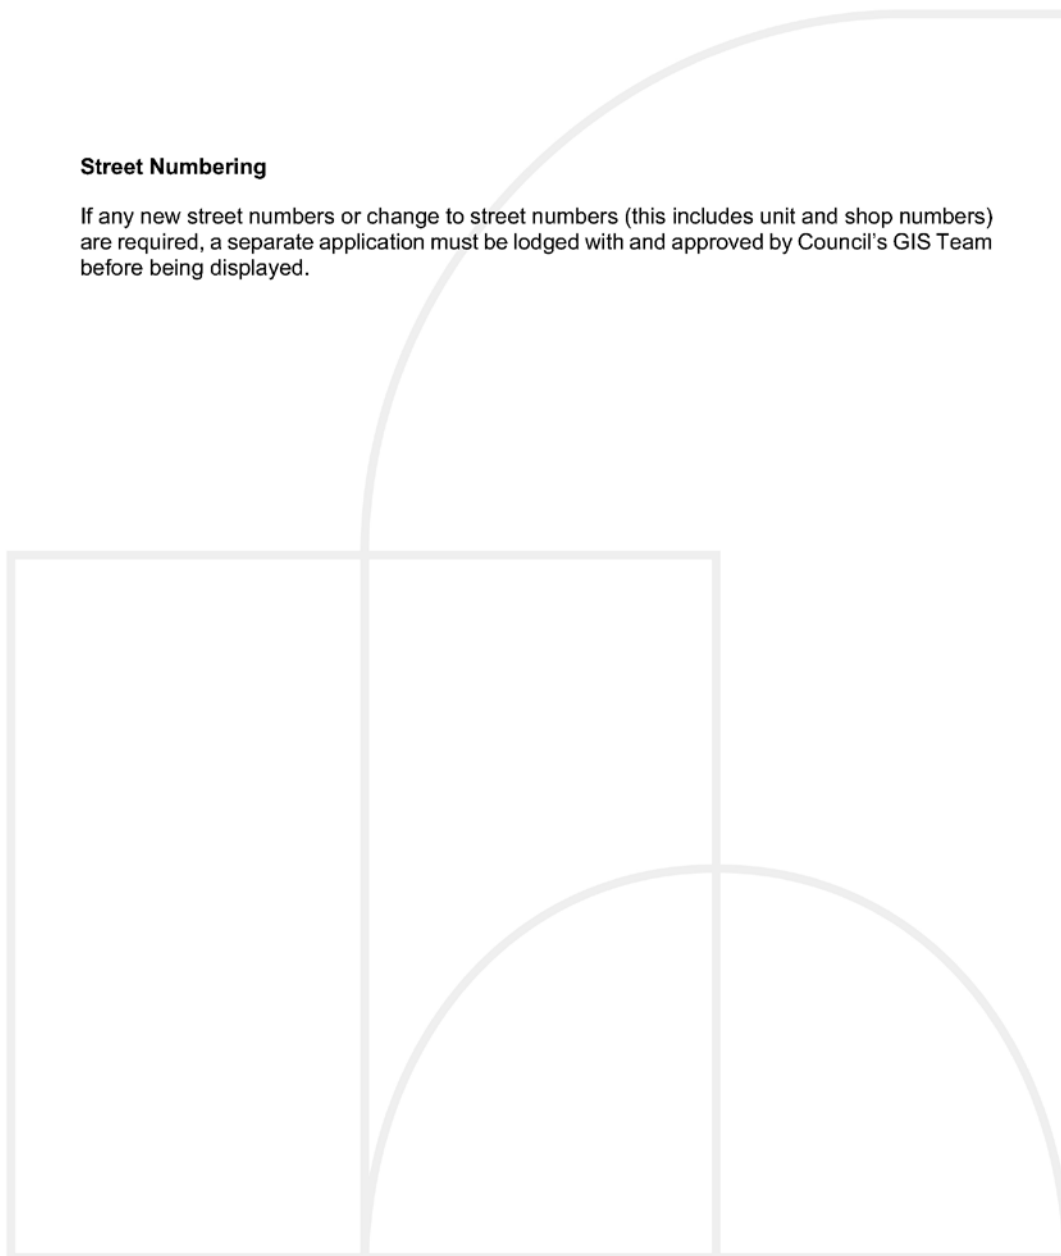 Street Numbering
If any new street numbers or change to street numbers (this includes unit and shop numbers)
are required, a separate application must be lodged with and approved by Council’s GIS Team
before being displayed.